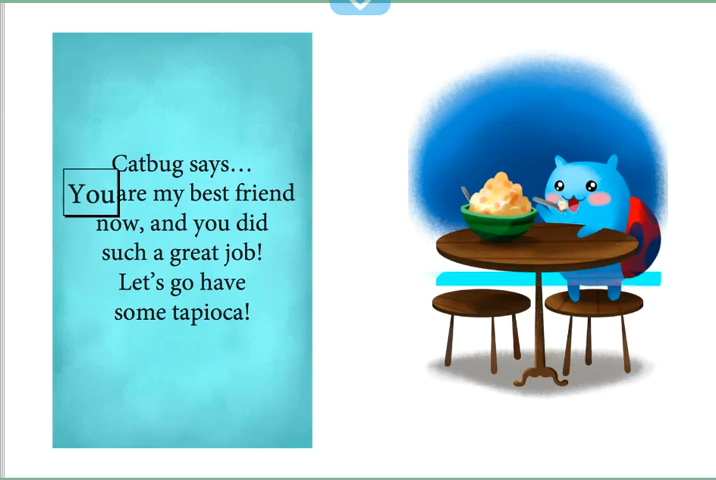 Catbug says…
You are my best friend
now, and you did
such a great job!
Let's go have
some tapioca!